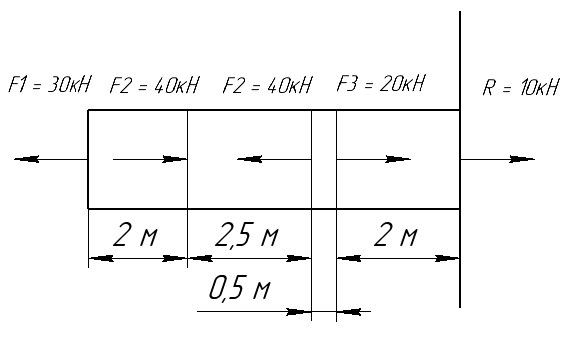 F1 = 30кН F2 = 40кН F2 = 40кН F3 = 20кН R = 10кН
2 м 2,5 м 2 м
0,5 м